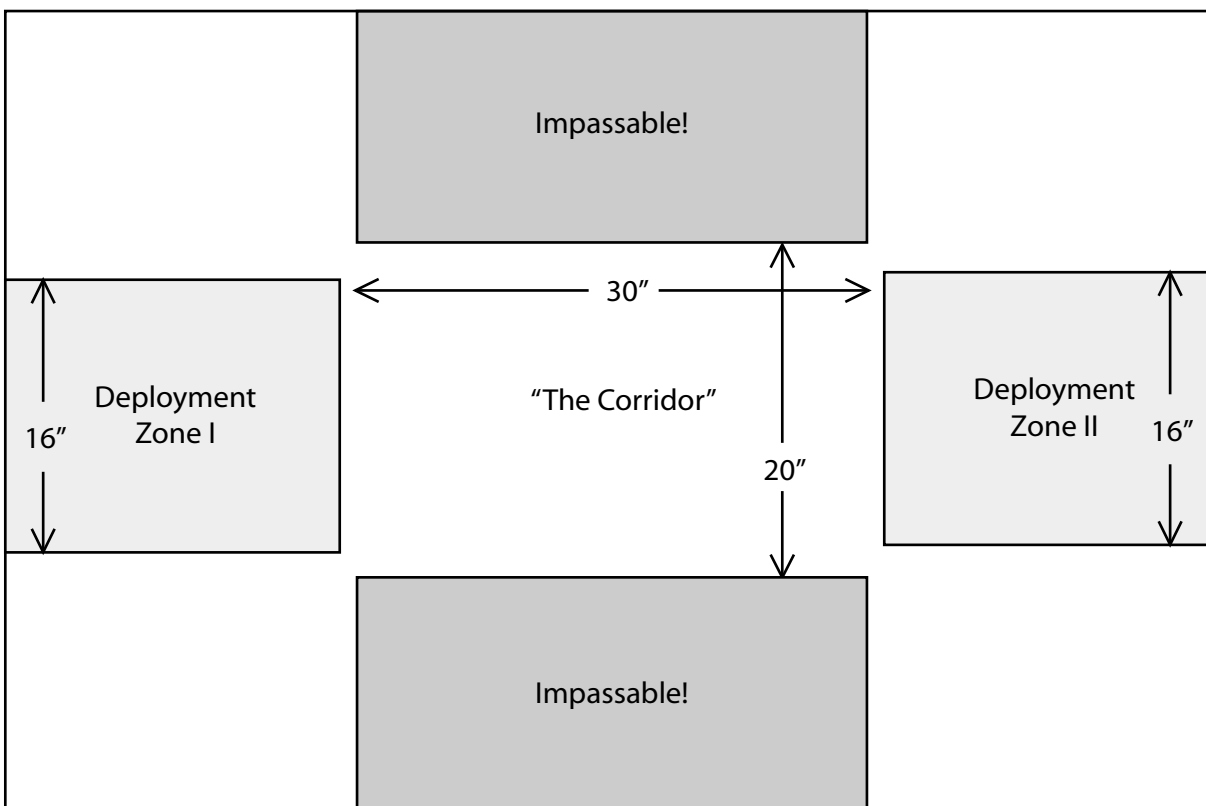 Impassable!
30”
Deployment
Zone I
16”
“The Corridor”
20”
Deployment
Zone II
16”
Impassable!